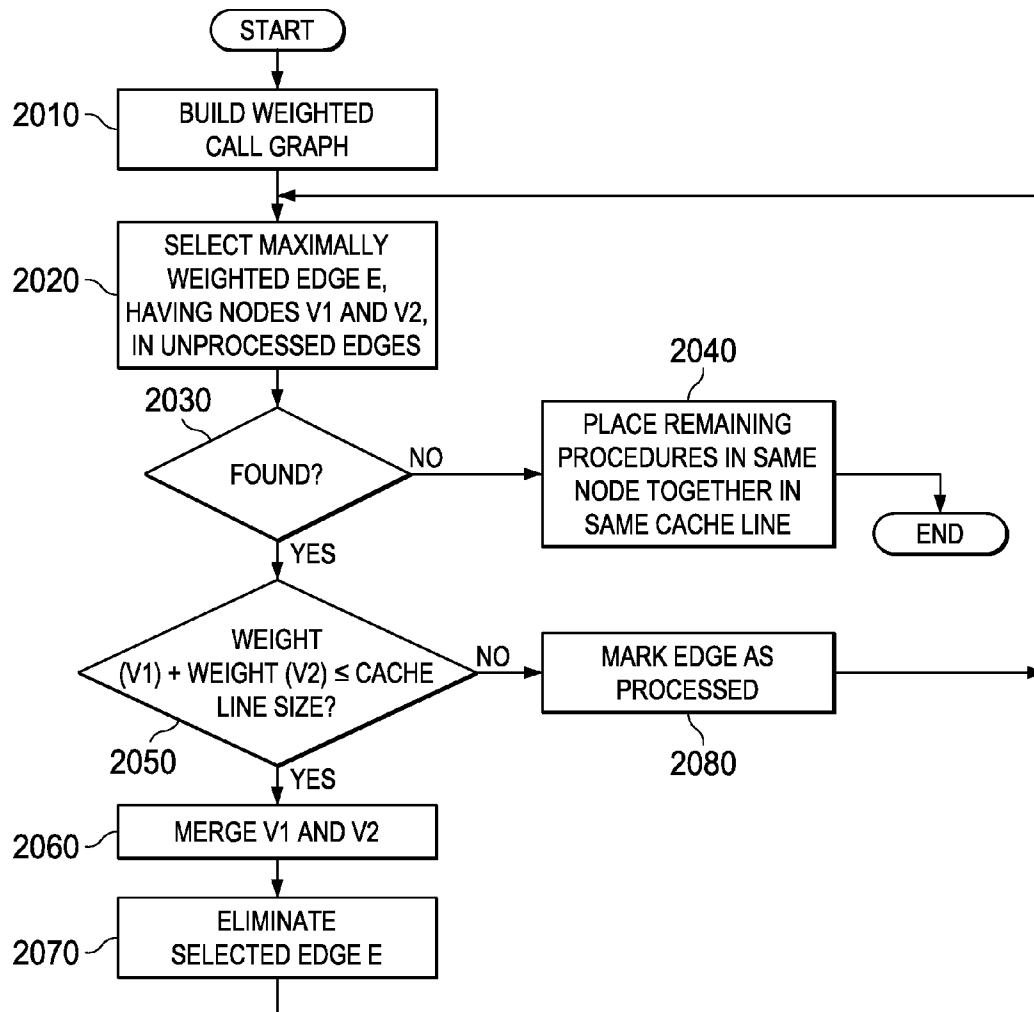 START
2010
BUILD WEIGHTED
CALL GRAPH
2020
SELECT MAXIMALLY
WEIGHTED EDGE E,
HAVING NODES V1 AND V2,
IN UNPROCESSED EDGES
2030
FOUND?
NO
YES
2040
PLACE REMAINING
PROCEDURES IN SAME
NODE TOGETHER IN
SAME CACHE LINE
END
WEIGHT
(V1) + WEIGHT (V2) ≤ CACHE
LINE SIZE?
2050
NO
YES
MARK EDGE AS
PROCESSED
2080
2060
MERGE V1 AND V2
2070
ELIMINATE
SELECTED EDGE E